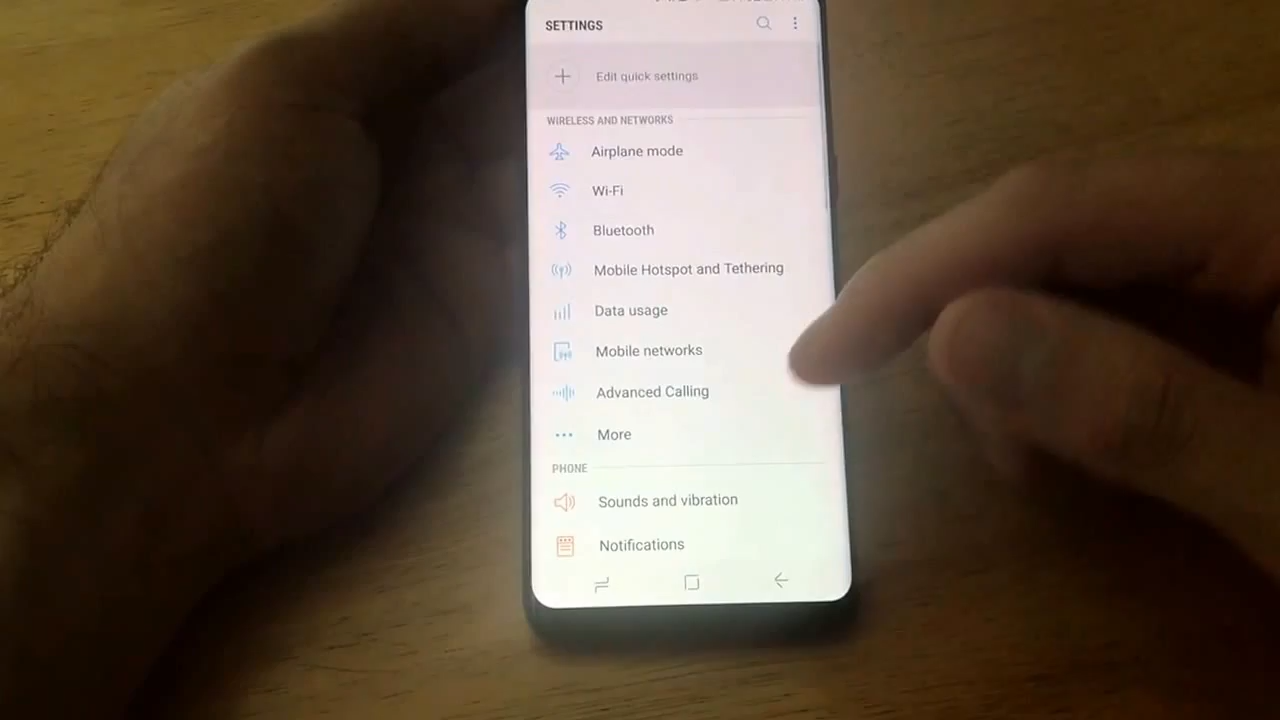 SETTINGS
Edit quick settings
WIRELESS AND NETWORKS
Airplane mode
Wi-Fi
Bluetooth
Mobile Hotspot and Tethering
Data usage
Mobile networks
Advanced Calling
More
PHONE
Sounds and vibration
Notifications